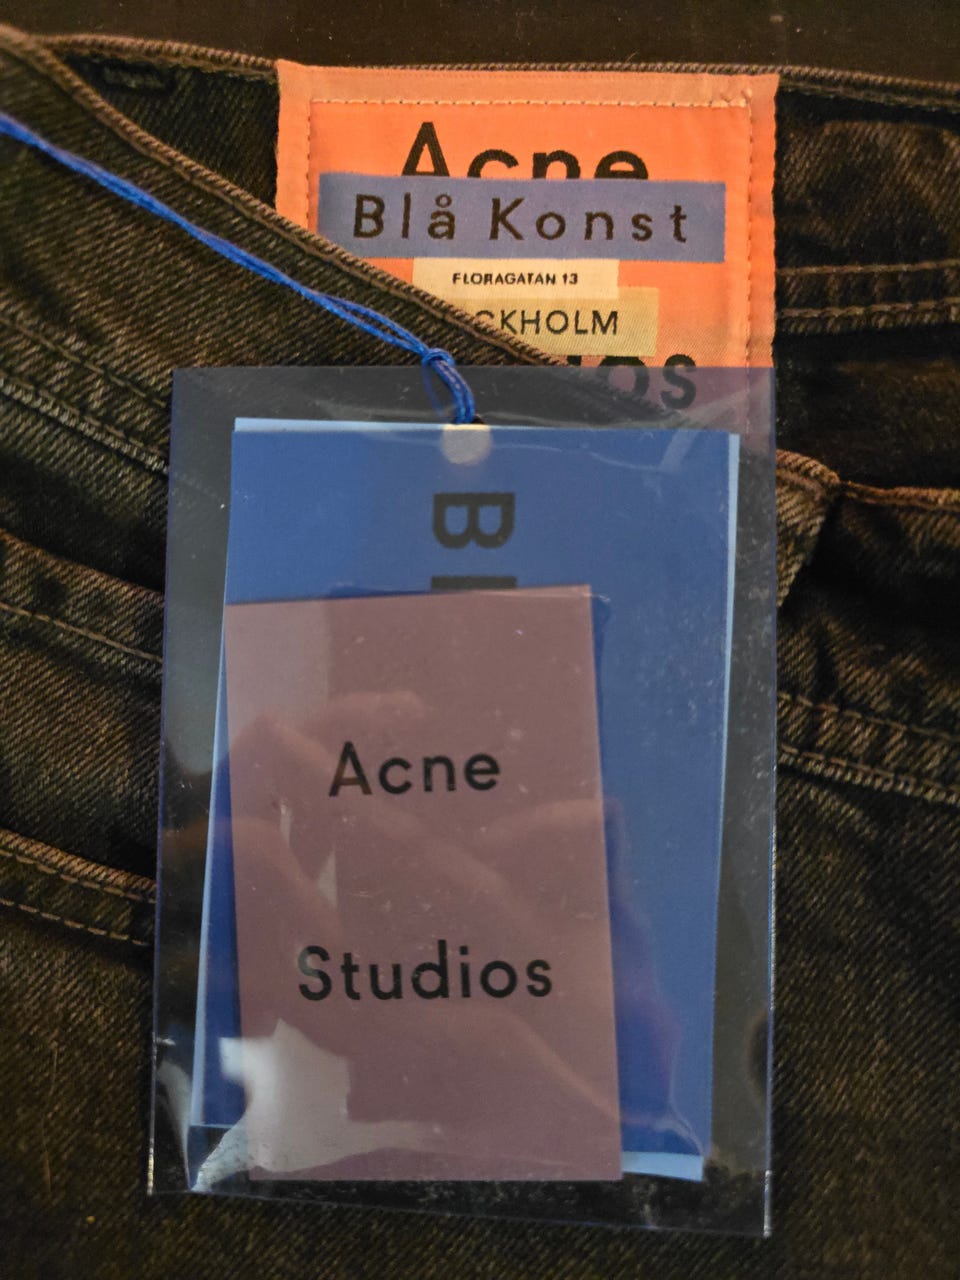 Acne
Blå Konst
FLORAGATAN 13
CKHOLM
os
B
Acne
Studios